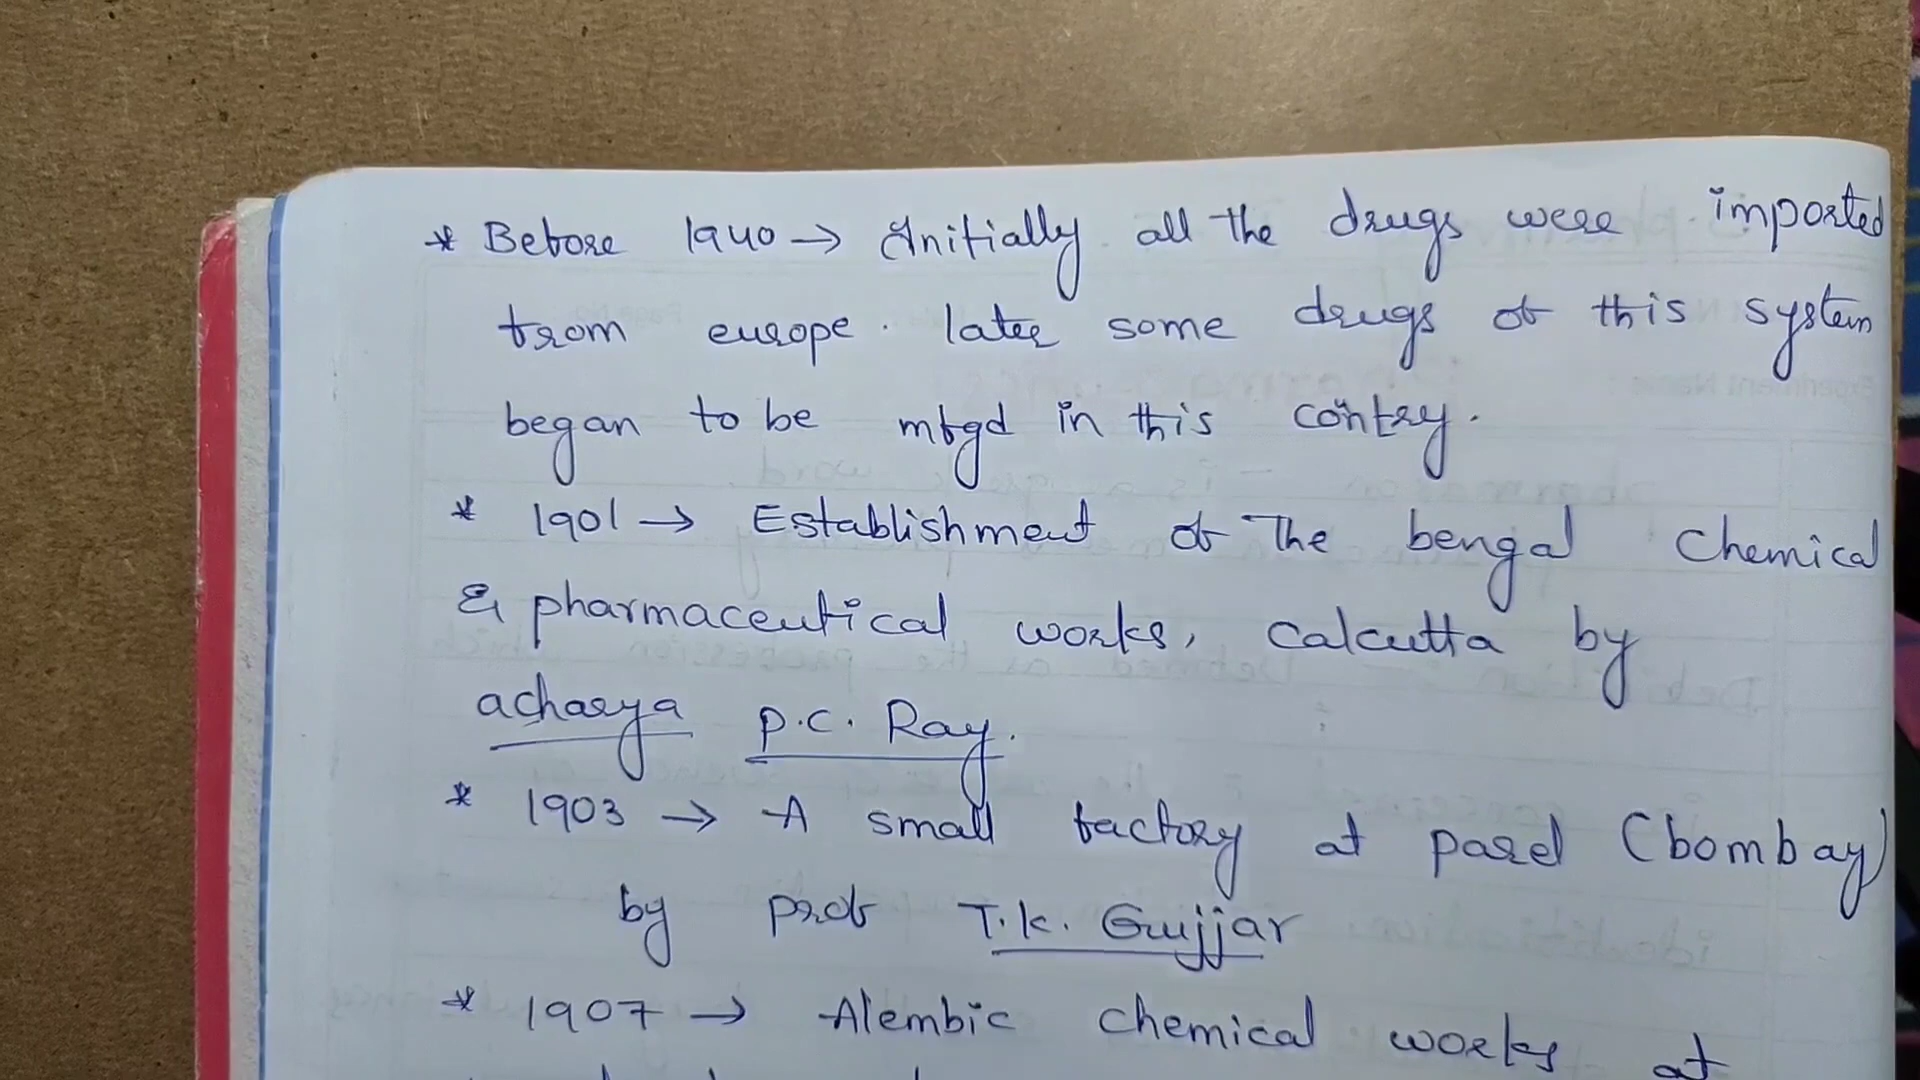 * Before 1940 → Initially all the drugs were imported
from europe. later some drugs of this system
began to be mfgd in this contry.
* 1901 → Establishment of The bengal Chemical
& pharmaceutical works, Calcutta by
acharya P.C. Ray.
* 1903 → A small factory at parel (bombay)
by prof T.K. Gujjar
* 1907 → Alembic chemical works at